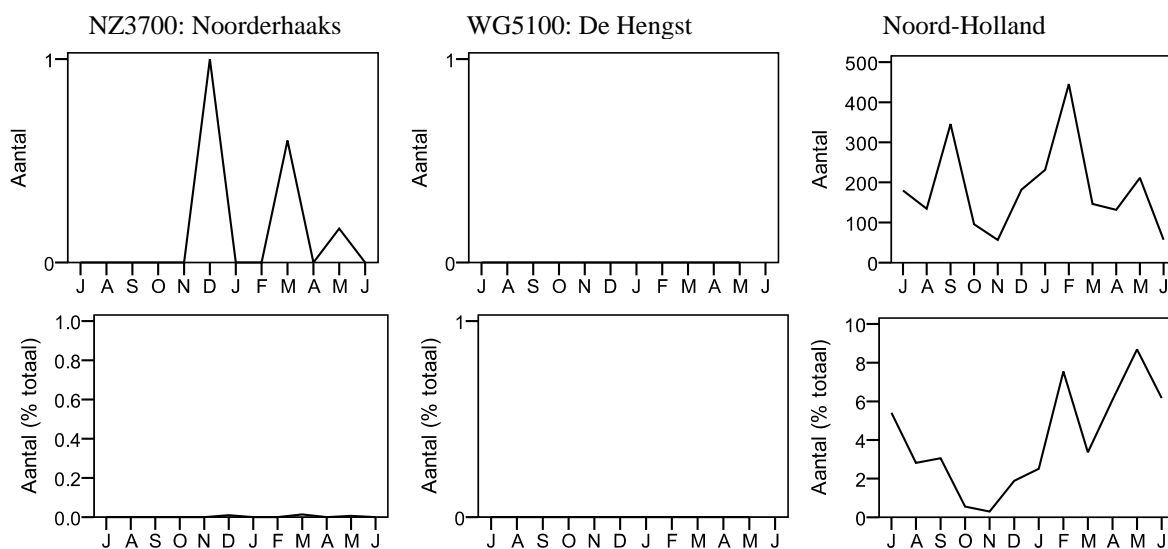 NZ3700: Noorderhaaks
WG5100: De Hengst
Noord-Holland
Aantal
1
0
J A S O N D J F M A M J
Aantal
1
0
J A S O N D J F M A M J
Aantal
500
400
300
200
100
0
J A S O N D J F M A M J
Aantal (% totaal)
1.0
0.8
0.6
0.4
0.2
0.0
J A S O N D J F M A M J
Aantal (% totaal)
1
0
J A S O N D J F M A M J
Aantal (% totaal)
10
8
6
4
2
0
J A S O N D J F M A M J